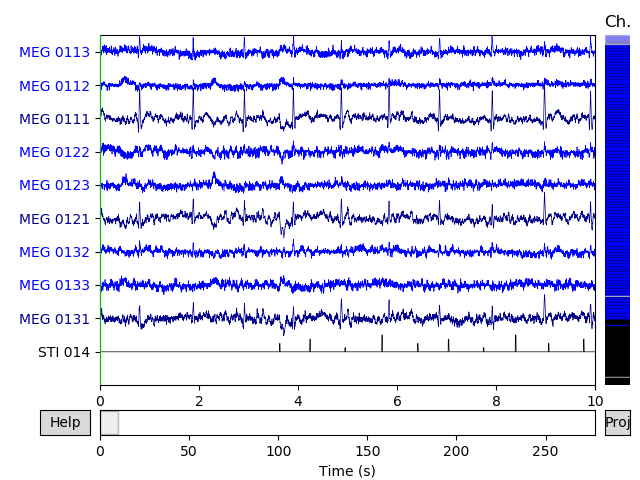 Ch.
MEG 0113
MEG 0112
MEG 0111
MEG 0122
MEG 0123
MEG 0121
MEG 0132
MEG 0133
MEG 0131
STI 014
0 2 4 6 8 10
Help Proj
0 50 100 150 200 250
Time (s)